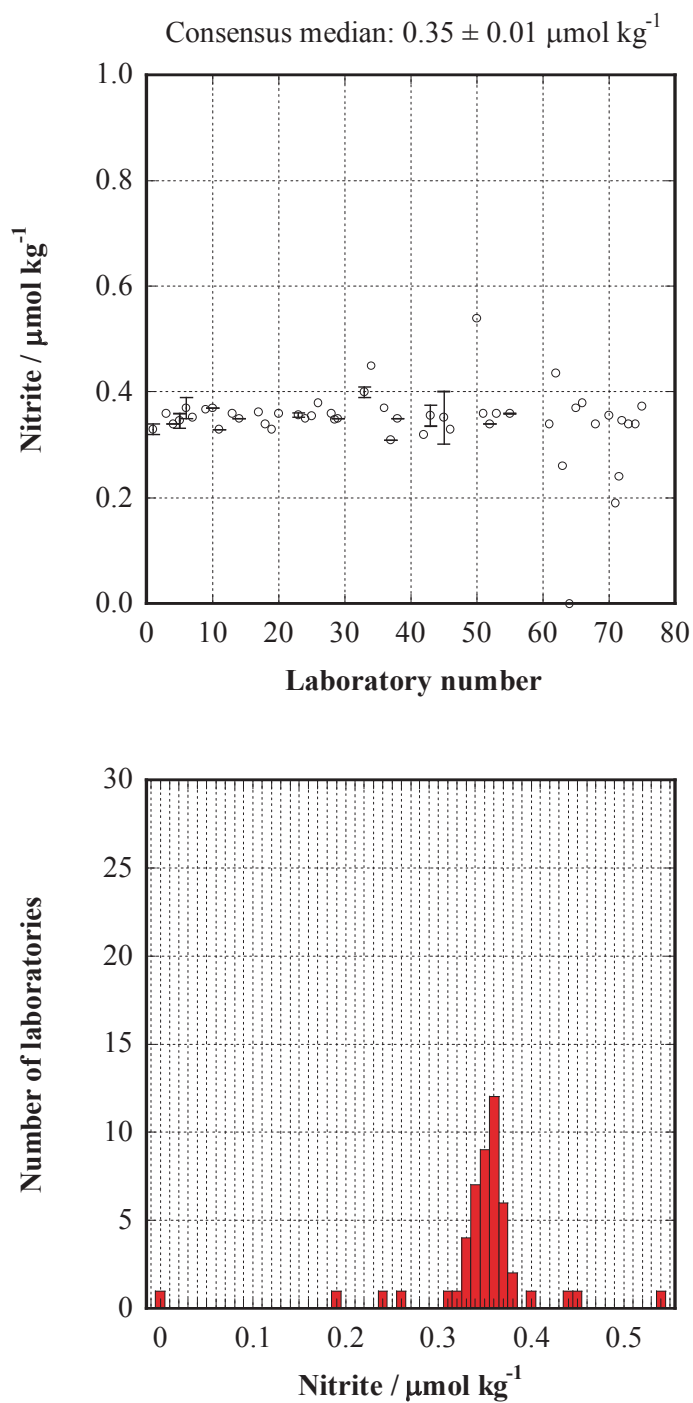 Consensus median: 0.35 ± 0.01 μmol kg⁻¹
1.0
0.8
0.6
0.4
0.2
0.0
Nitrite / μmol kg⁻¹
0 10 20 30 40 50 60 70 80
Laboratory number
30
25
20
15
10
5
0
Number of laboratories
0 0.1 0.2 0.3 0.4 0.5
Nitrite / μmol kg⁻¹